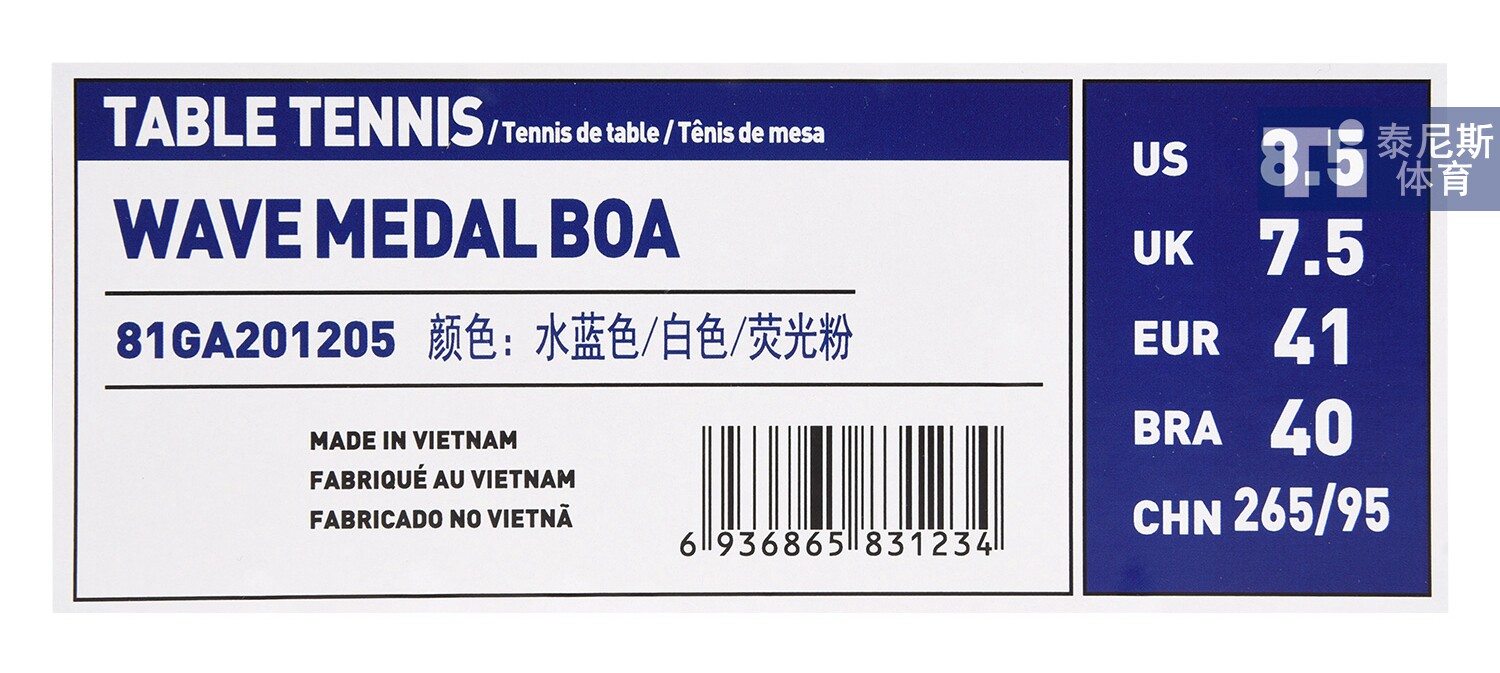 TABLE TENNIS/Tennis de table / Tênis de mesa
WAVE MEDAL BOA
81GA201205 颜色：水蓝色/白色/荧光粉
MADE IN VIETNAM
FABRIQUÉ AU VIETNAM
FABRICADO NO VIETNÃ
6 936865 831234
US 8.5
UK 7.5
EUR 41
BRA 40
CHN 265/95
泰尼斯
体育